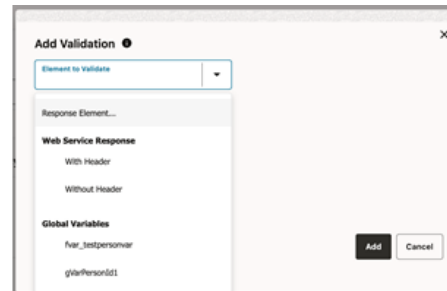 Add Validation
Element to Validate
Response Element...
Web Service Response
With Header
Without Header
Global Variables
fvar_testpersonvar
gVarPersonId1
Add
Cancel